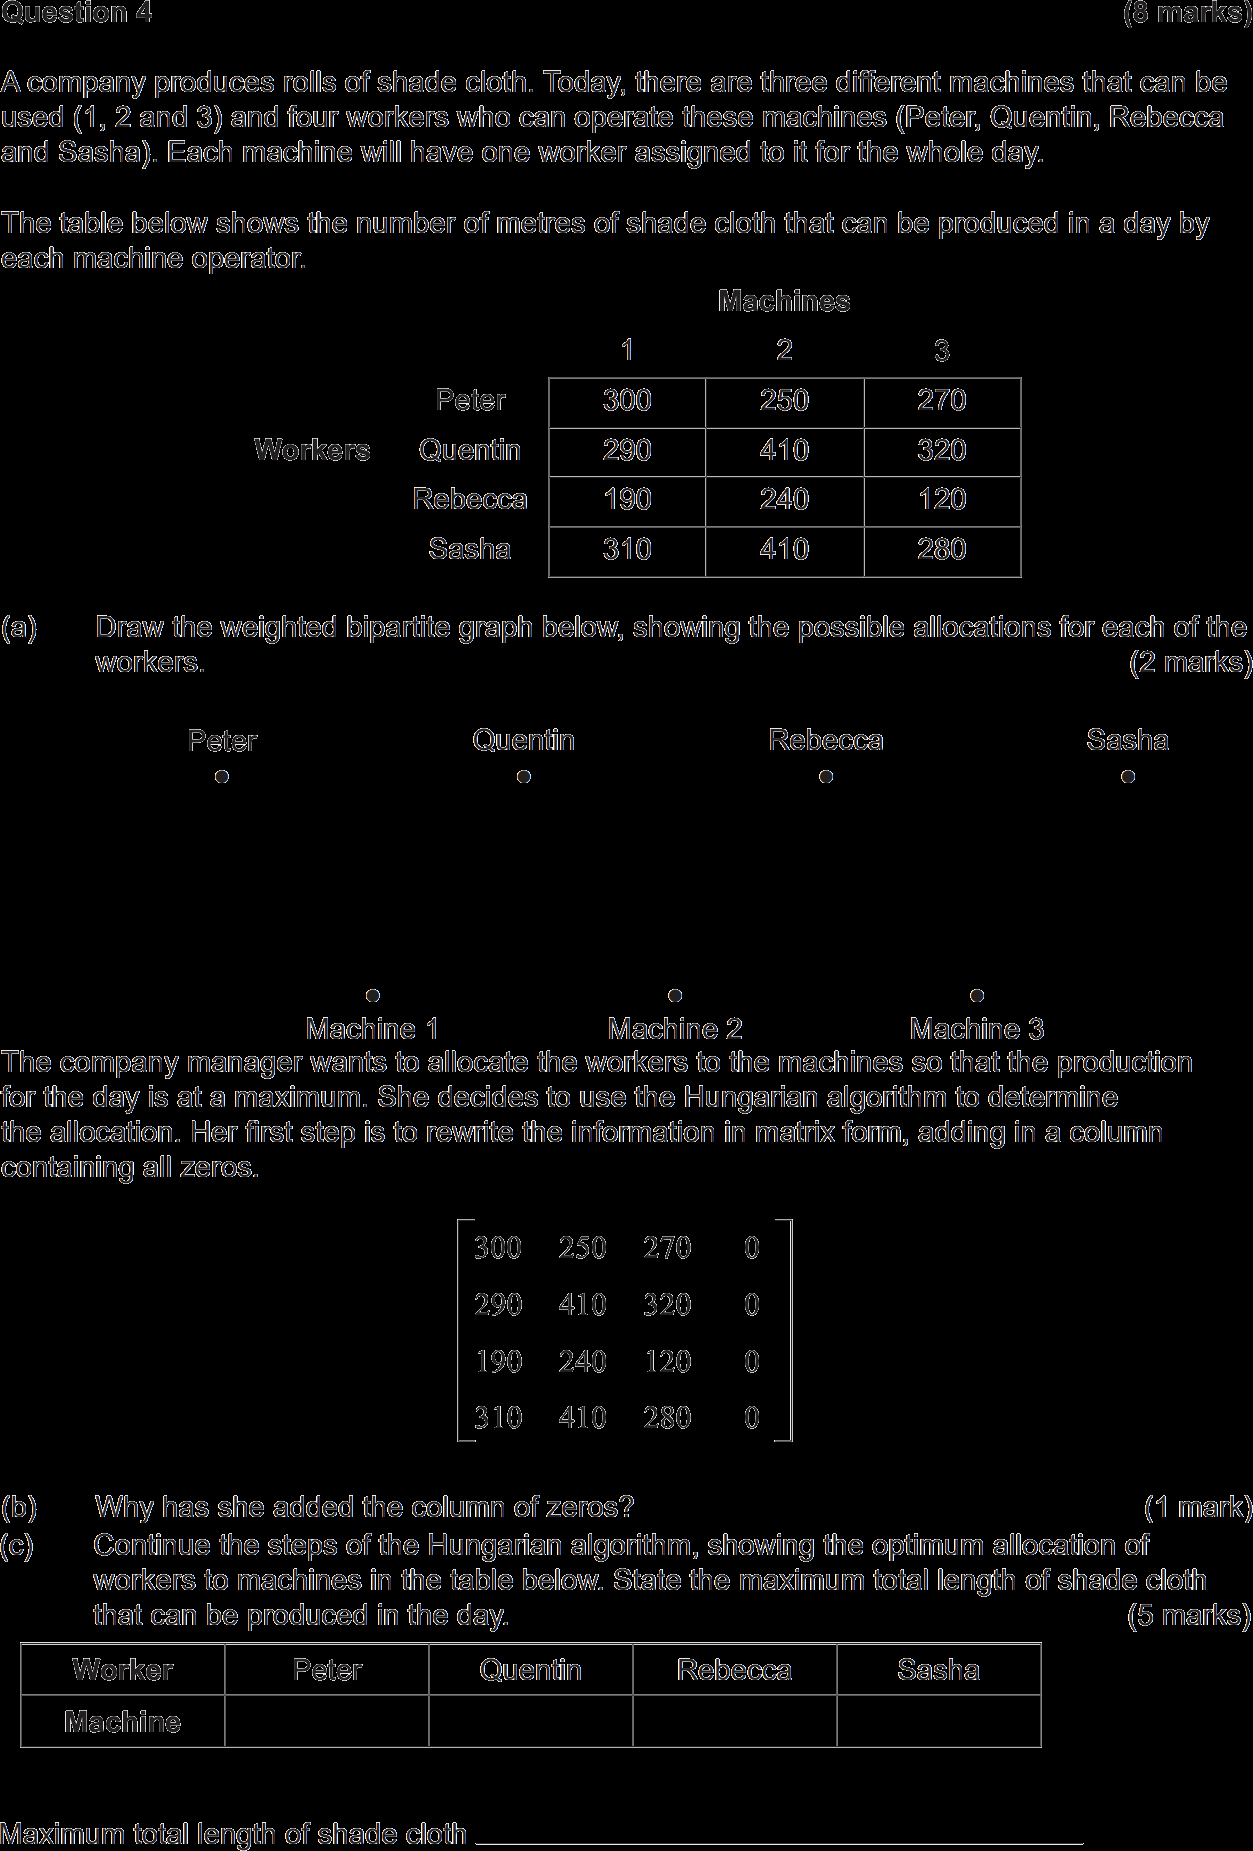 Question 4 (8 marks)
A company produces rolls of shade cloth. Today, there are three different machines that can be
used (1, 2 and 3) and four workers who can operate these machines (Peter, Quentin, Rebecca
and Sasha). Each machine will have one worker assigned to it for the whole day.
The table below shows the number of metres of shade cloth that can be produced in a day by
each machine operator.
Machines
1 2 3
Peter 300 250 270
Workers Quentin 290 410 320
Rebecca 190 240 120
Sasha 310 410 280
(a) Draw the weighted bipartite graph below, showing the possible allocations for each of the
workers. (2 marks)
Peter Quentin Rebecca Sasha
Machine 1 Machine 2 Machine 3
The company manager wants to allocate the workers to the machines so that the production
for the day is at a maximum. She decides to use the Hungarian algorithm to determine
the allocation. Her first step is to rewrite the information in matrix form, adding in a column
containing all zeros.
300 250 270 0
290 410 320 0
190 240 120 0
310 410 280 0
(b) Why has she added the column of zeros? (1 mark)
(c) Continue the steps of the Hungarian algorithm, showing the optimum allocation of
workers to machines in the table below. State the maximum total length of shade cloth
that can be produced in the day. (5 marks)
Worker Peter Quentin Rebecca Sasha
Machine
Maximum total length of shade cloth